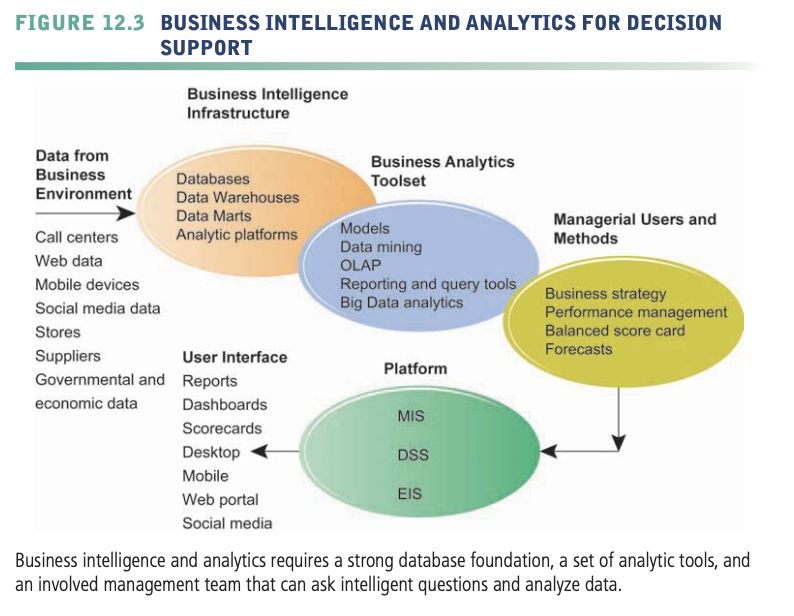 FIGURE 12.3 BUSINESS INTELLIGENCE AND ANALYTICS FOR DECISION
SUPPORT
Business Intelligence
Infrastructure
Data from
Business
Environment
Call centers
Web data
Mobile devices
Social media data
Stores
Suppliers
Governmental and
economic data
Databases
Data Warehouses
Data Marts
Analytic platforms
Business Analytics
Toolset
Models
Data mining
OLAP
Reporting and query tools
Big Data analytics
Managerial Users and
Methods
Business strategy
Performance management
Balanced score card
Forecasts
Platform
MIS
DSS
EIS
User Interface
Reports
Dashboards
Scorecards
Desktop
Mobile
Web portal
Social media
Business intelligence and analytics requires a strong database foundation, a set of analytic tools, and
an involved management team that can ask intelligent questions and analyze data.